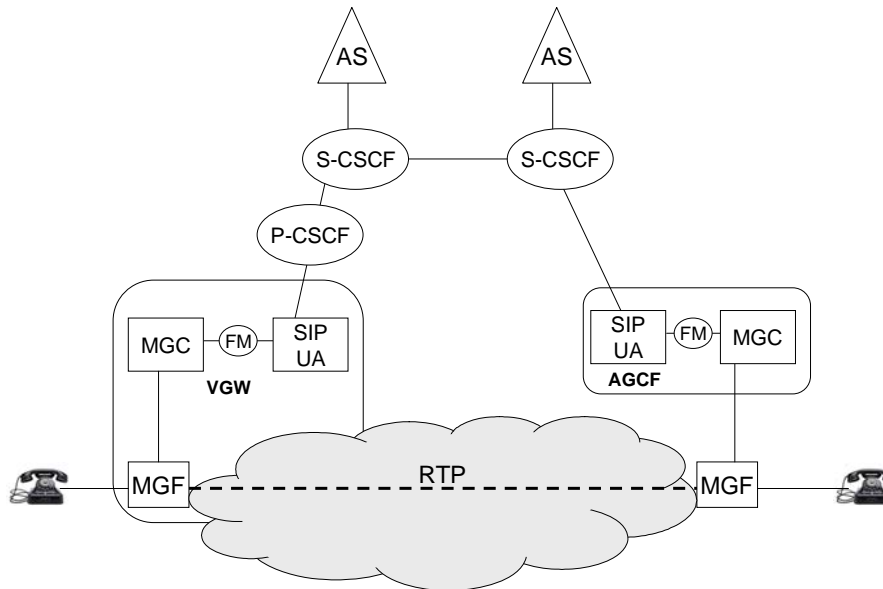 AS
AS
S-CSCF
S-CSCF
P-CSCF
MGC
FM
SIP
UA
VGW
SIP
UA
FM
MGC
AGCF
MGF
RTP
MGF